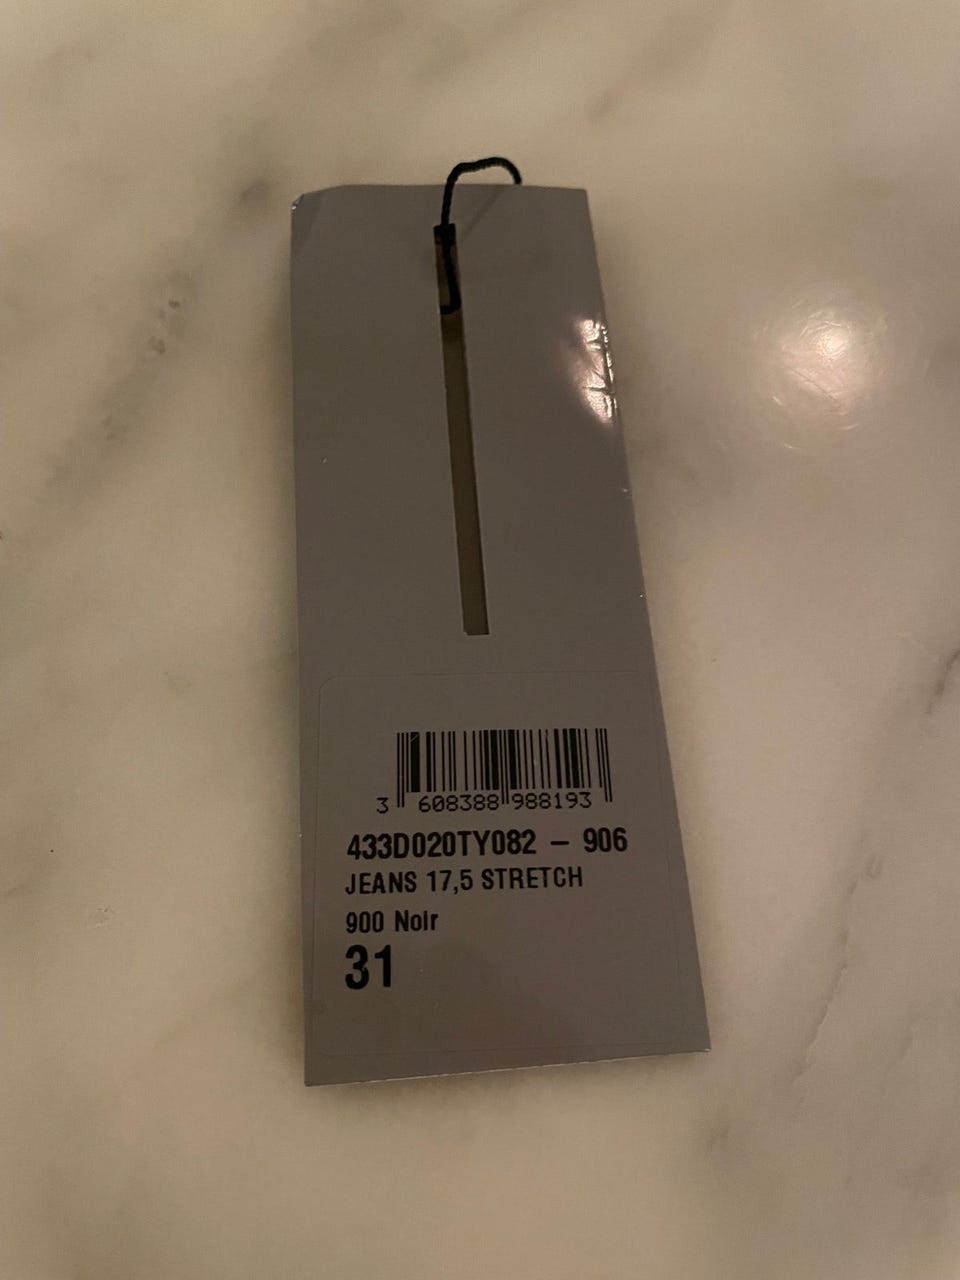 3 608388 988193
433D020TY082 – 906
JEANS 17,5 STRETCH
900 Noir
31